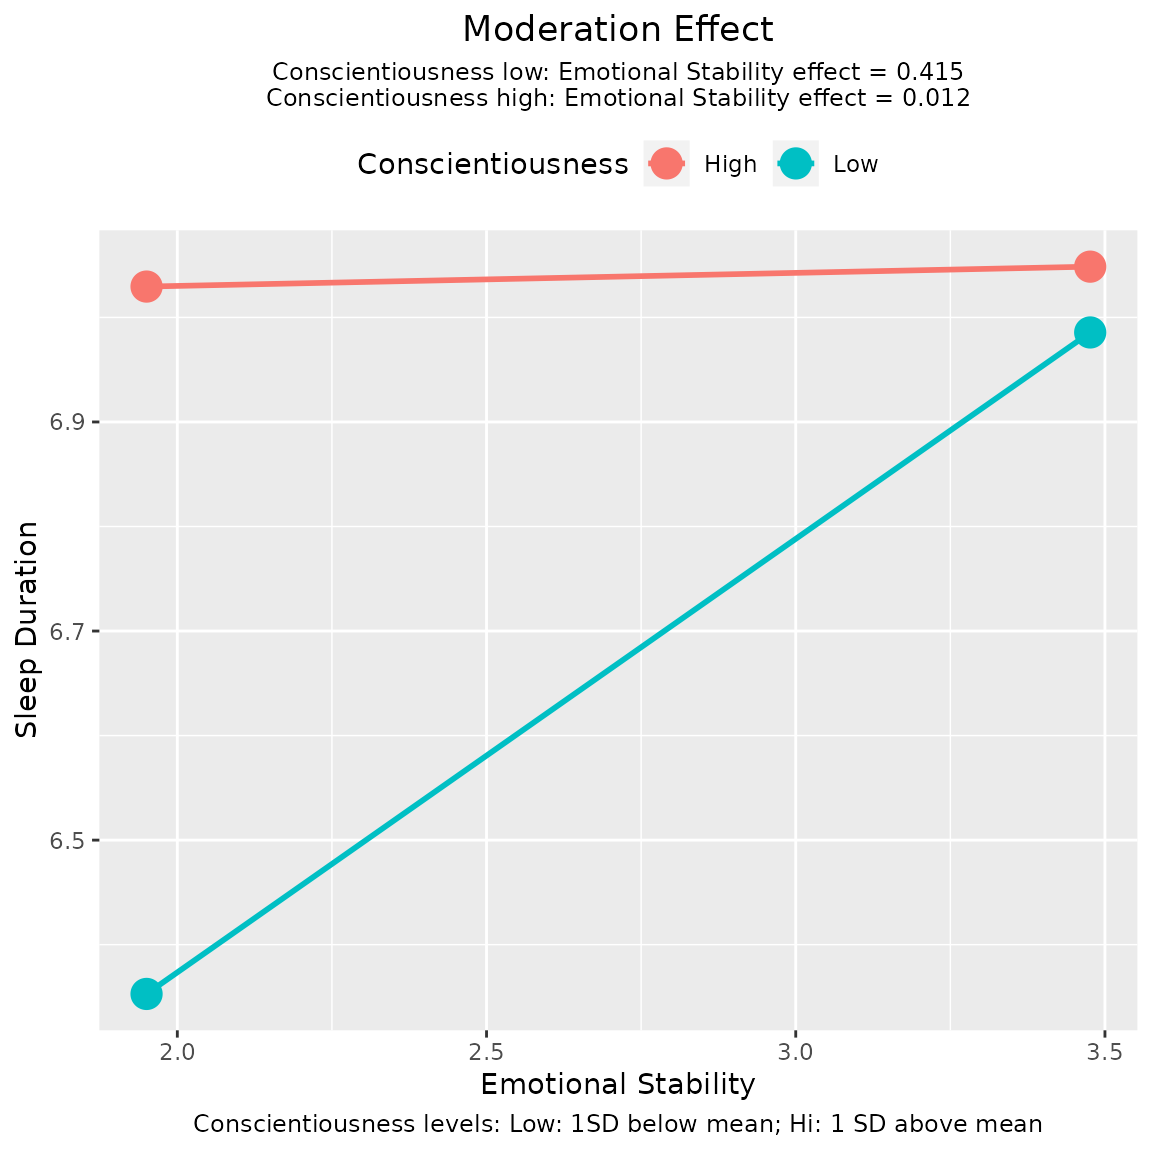 Moderation Effect
Conscientiousness low: Emotional Stability effect = 0.415
Conscientiousness high: Emotional Stability effect = 0.012
Conscientiousness High Low
6.9
6.7
6.5
Sleep Duration
2.0 2.5 3.0 3.5
Emotional Stability
Conscientiousness levels: Low: 1SD below mean; Hi: 1 SD above mean